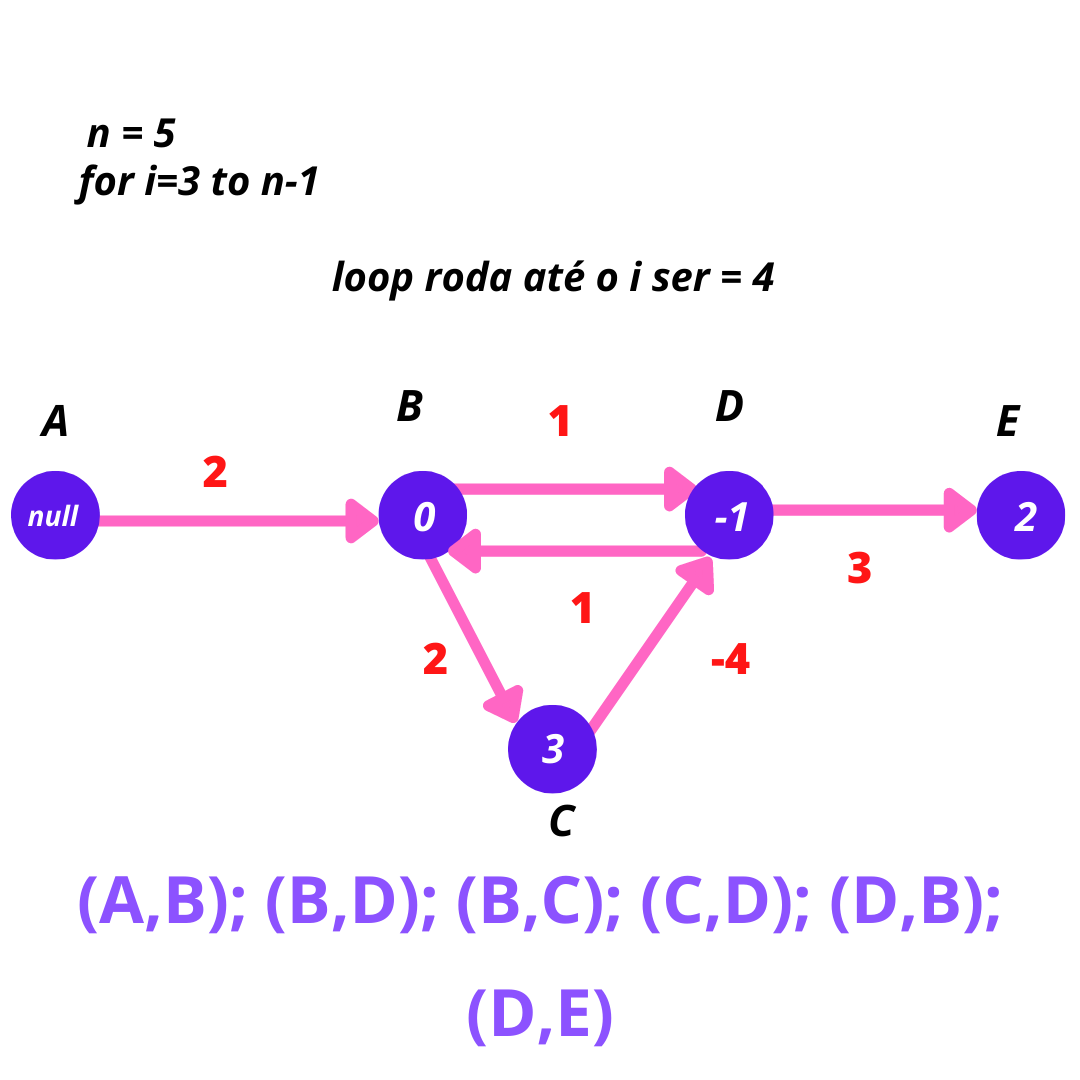 n = 5
for i=3 to n-1
loop roda até o i ser = 4
A
B
1
D
E
2
null
0
-1
2
3
1
2
-4
3
C
(A,B); (B,D); (B,C); (C,D); (D,B);
(D,E)